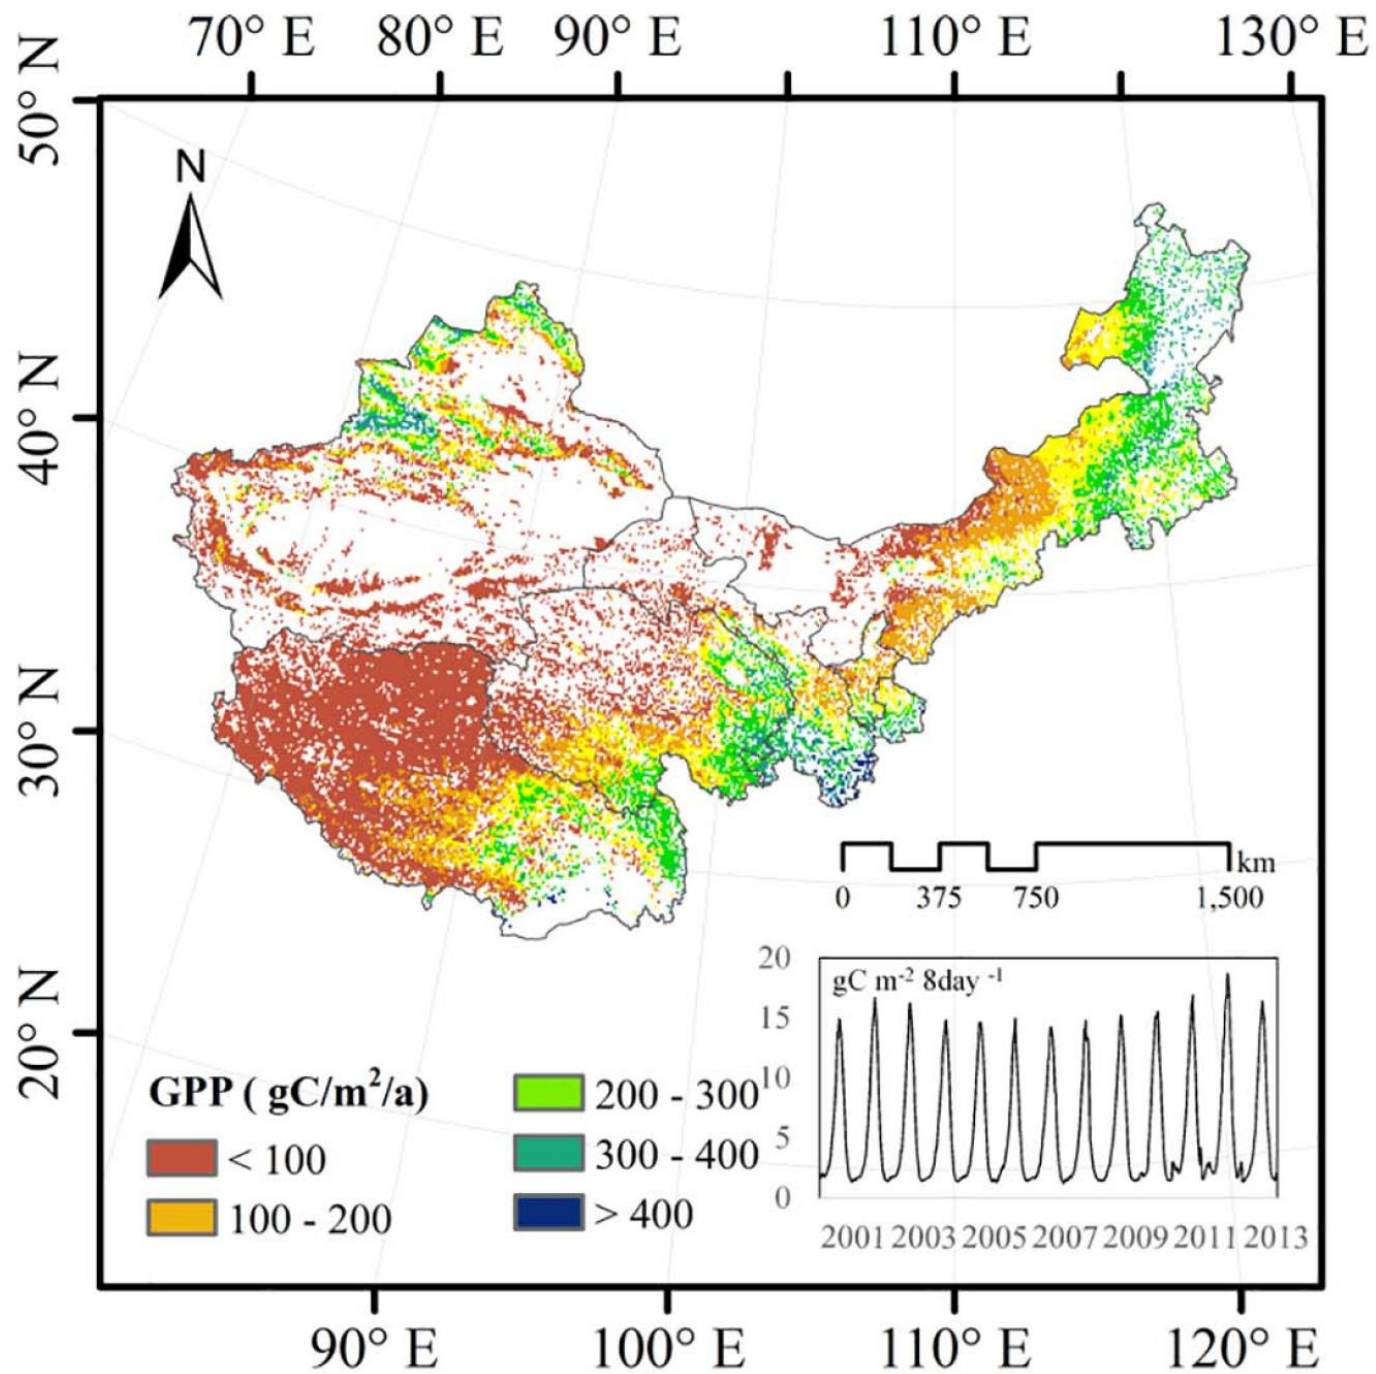 70° E 80° E 90° E 110° E 130° E
50° N
40° N
30° N
20° N
N
km
0 375 750 1,500
20
15
10
5
0
gC m-2 8day -1
2001 2003 2005 2007 2009 2011 2013
GPP ( gC/m2/a)
< 100
100 - 200
200 - 300
300 - 400
> 400
90° E 100° E 110° E 120° E